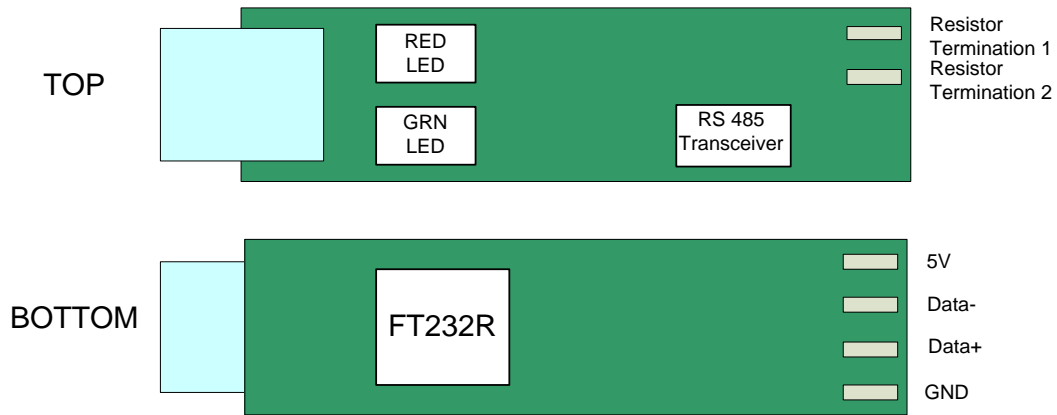 TOP
RED
LED
GRN
LED
RS 485
Transceiver
Resistor
Termination 1
Resistor
Termination 2
BOTTOM
FT232R
5V
Data-
Data+
GND